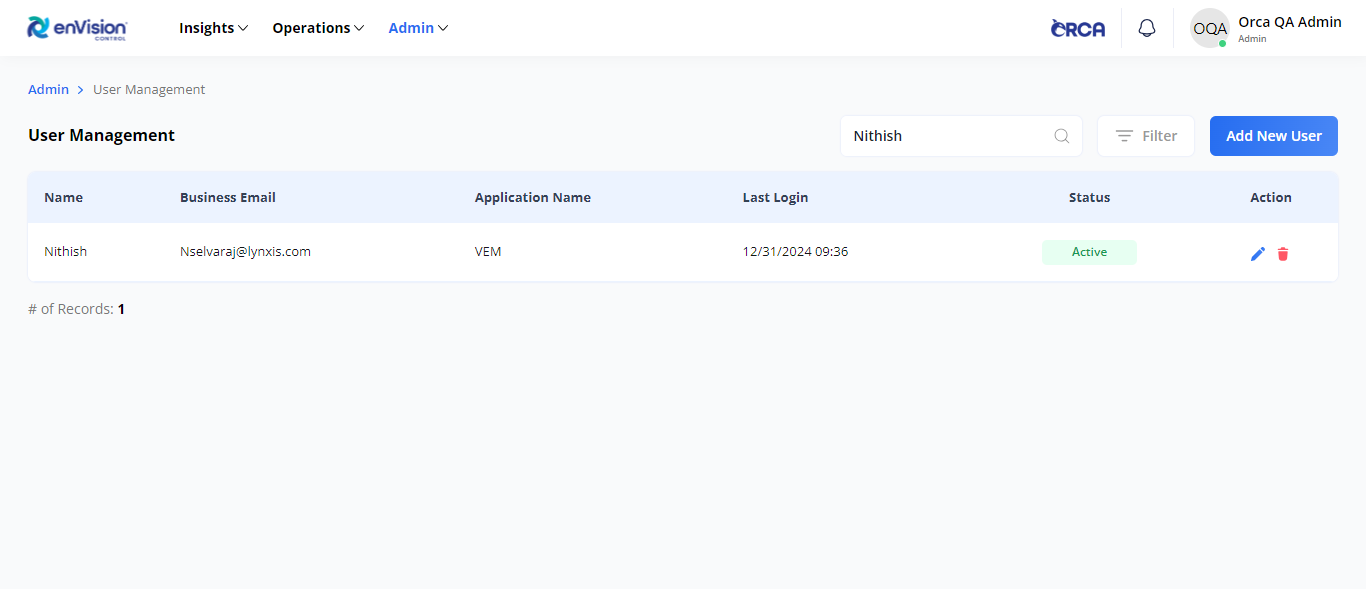 enVision CONTROL Insights Operations Admin ORCA OQA Orca QA Admin
Admin
Admin > User Management
User Management Nithish Filter Add New User
Name Business Email Application Name Last Login Status Action
Nithish Nselvaraj@lynxis.com VEM 12/31/2024 09:36 Active
# of Records: 1